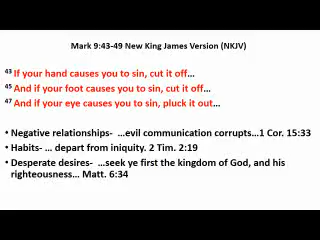 Mark 9:43-49 New King James Version (NKJV)
43 If your hand causes you to sin, cut it off…
45 And if your foot causes you to sin, cut it off…
47 And if your eye causes you to sin, pluck it out…
• Negative relationships- …evil communication corrupts…1 Cor. 15:33
• Habits- … depart from iniquity. 2 Tim. 2:19
• Desperate desires- …seek ye first the kingdom of God, and his
righteousness… Matt. 6:34